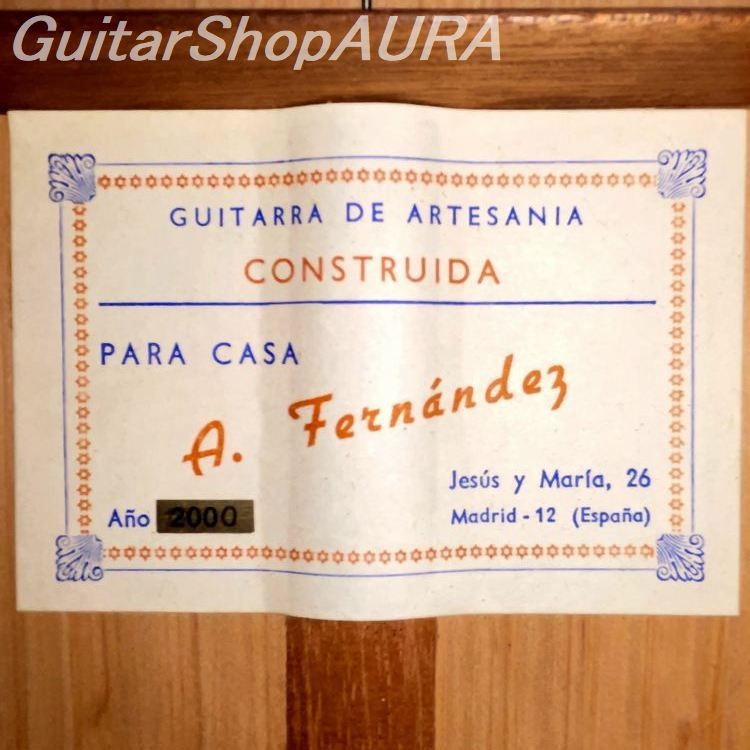 GuitarShopAURA
GUITARRA DE ARTESANIA
CONSTRUIDA
PARA CASA
A. Fernández
Jesús y María, 26
Año 2000
Madrid - 12 (España)